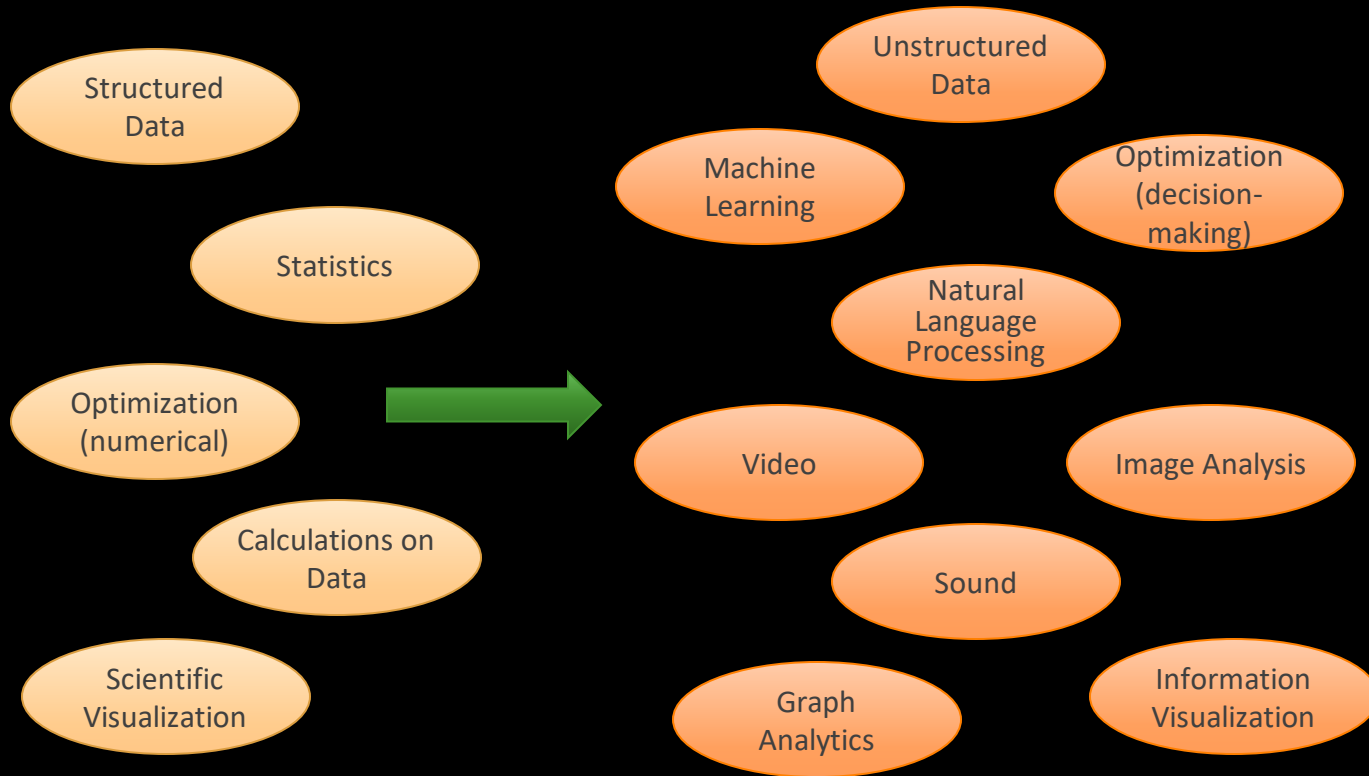 Structured
Data
Statistics
Optimization
(numerical)
Calculations on
Data
Scientific
Visualization
Unstructured
Data
Machine
Learning
Optimization
(decision-
making)
Natural
Language
Processing
Video
Image Analysis
Sound
Graph
Analytics
Information
Visualization